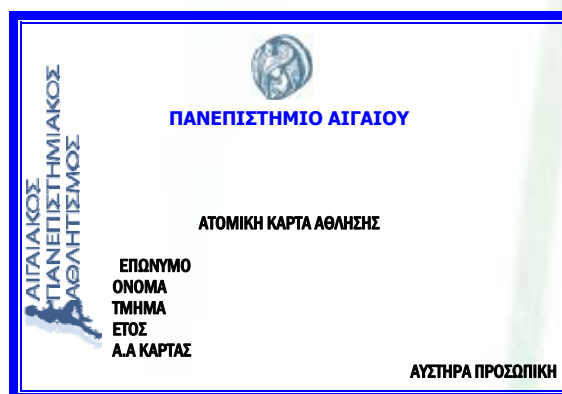 ΑΙΓΑΙΑΚΟΣ
ΠΑΝΕΠΙΣΤΗΜΙΑΚΟΣ
ΑΘΛΗΤΙΣΜΟΣ
ΠΑΝΕΠΙΣΤΗΜΙΟ ΑΙΓΑΙΟΥ
ΑΤΟΜΙΚΗ ΚΑΡΤΑ ΑΘΛΗΣΗΣ
ΕΠΩΝΥΜΟ
ΟΝΟΜΑ
ΤΜΗΜΑ
ΕΤΟΣ
Α.Α ΚΑΡΤΑΣ
ΑΥΣΤΗΡΑ ΠΡΟΣΩΠΙΚΗ